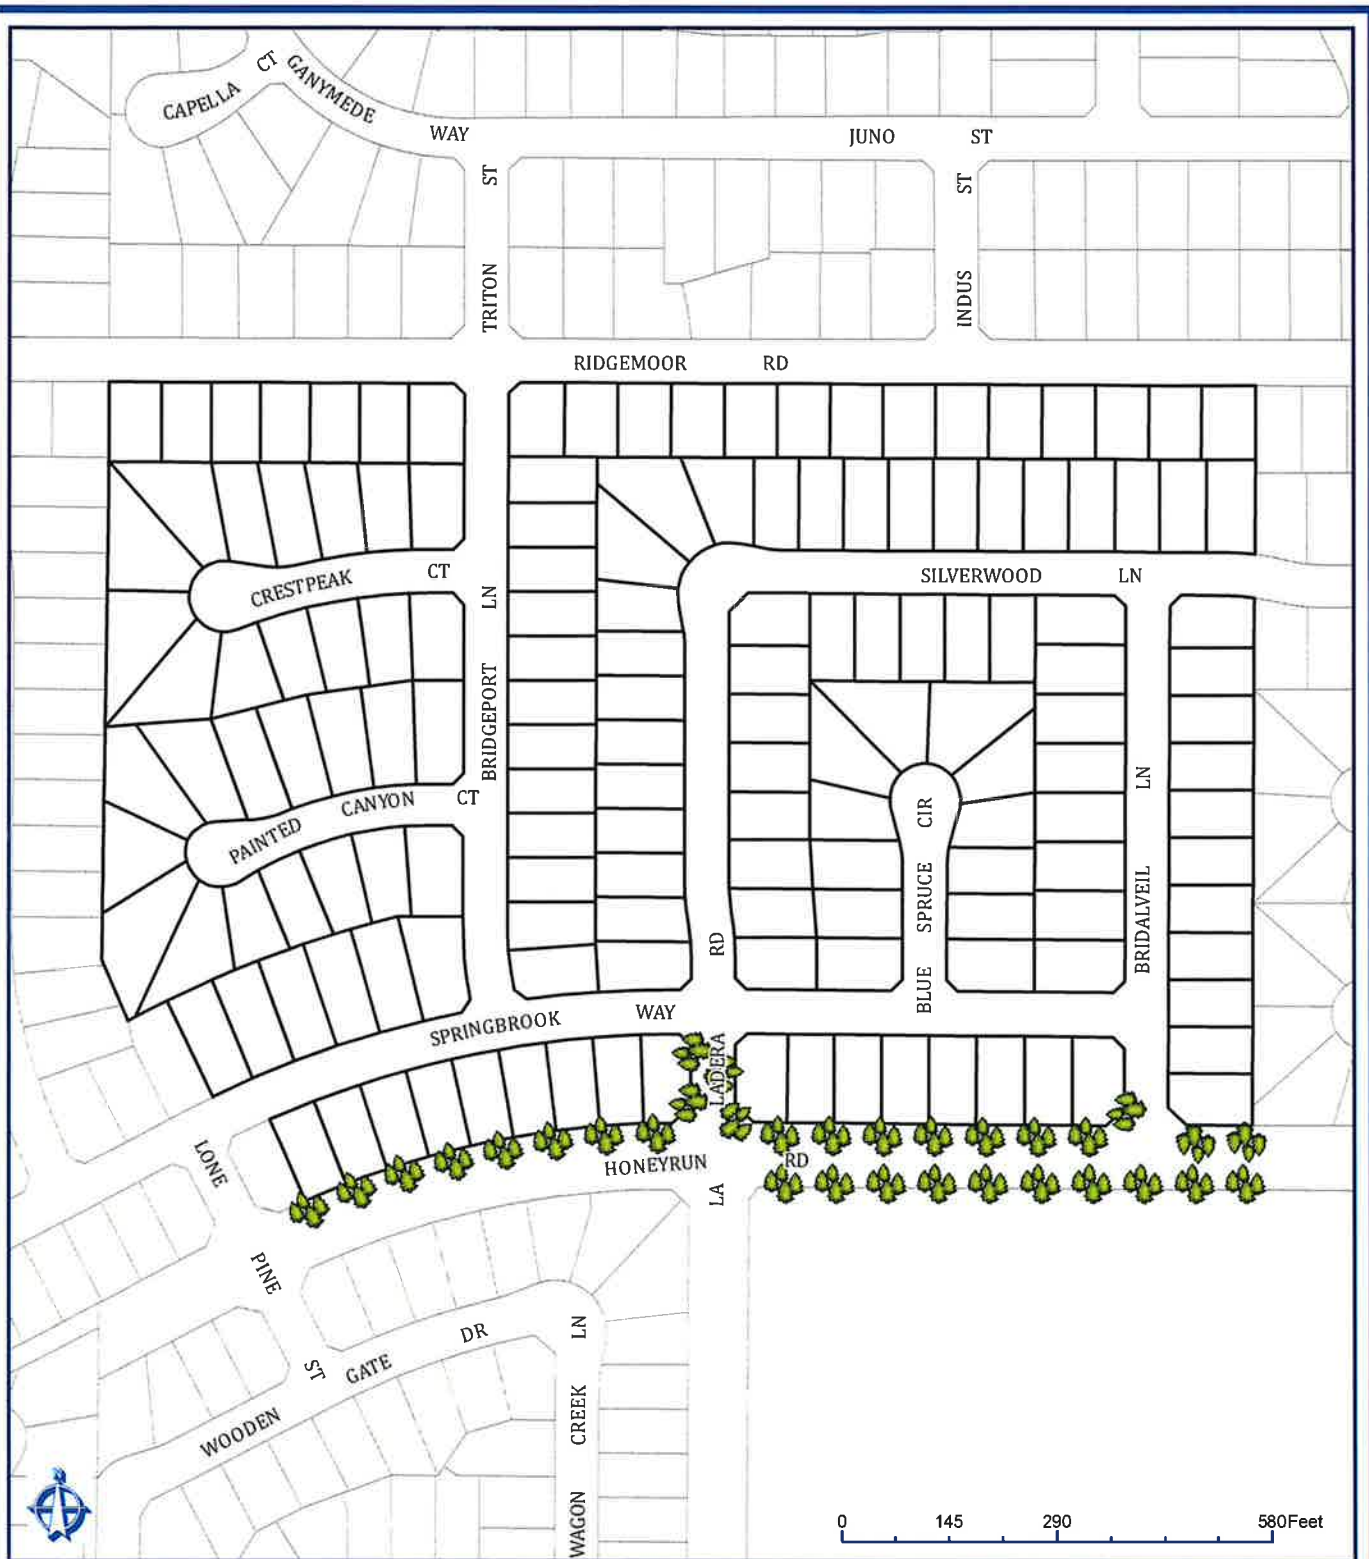 CAPELLA CT
GANYMEDE WAY
JUNO ST
TRITON ST
INDUS ST
RIDGEMOOR RD
CRESTPEAK CT
BRIDGEPORT LN
SILVERWOOD LN
PAINTED CANYON CT
BLUE SPRUCE CIR
BRIDALVEIL LN
RD
SPRINGBROOK WAY
LADERA
HONEYRUN RD
LA
LONE PINE ST
WOODEN GATE DR
WAGON CREEK LN
0 145 290 580Feet